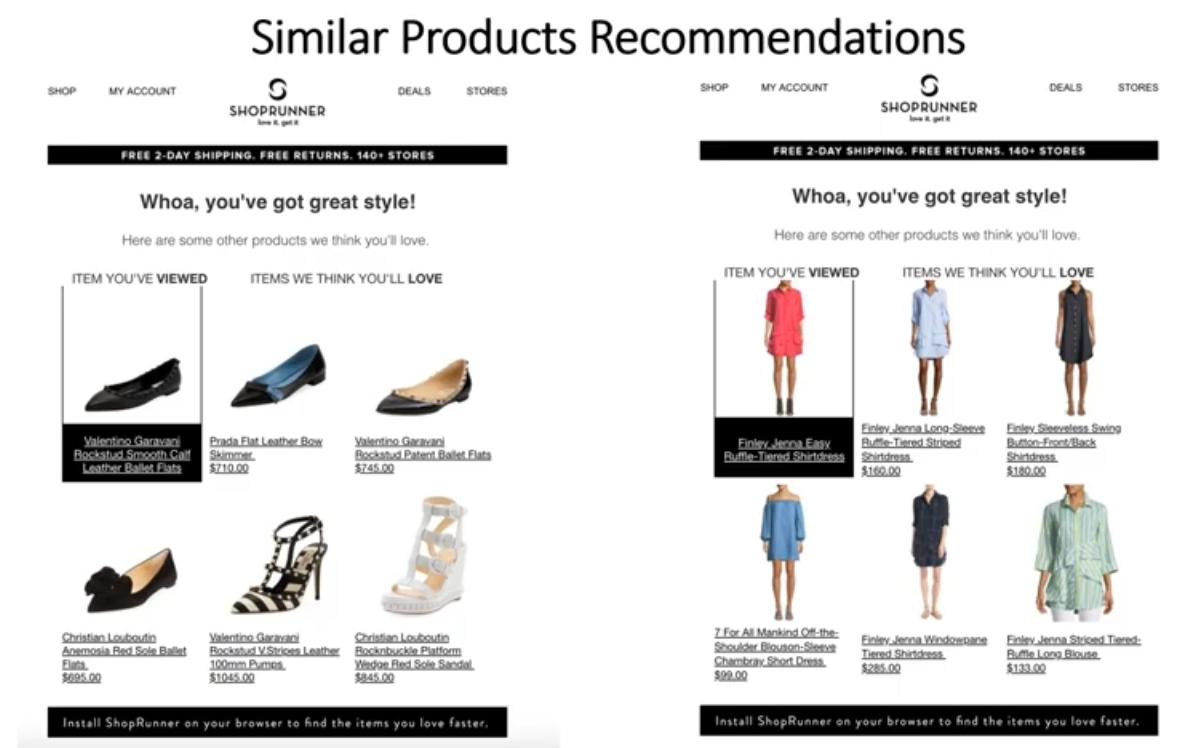 Similar Products Recommendations
SHOP MY ACCOUNT SHOPRUNNER love it. get it DEALS STORES
FREE 2-DAY SHIPPING. FREE RETURNS. 140+ STORES
Whoa, you've got great style!
Here are some other products we think you'll love.
ITEM YOU'VE VIEWED ITEMS WE THINK YOU'LL LOVE
Valentino Garavani
Rockstud Smooth Calf
Leather Ballet Flats
Prada Flat Leather Bow
Skimmer
$710.00
Valentino Garavani
Rockstud Patent Ballet Flats
$745.00
Christian Louboutin
Anemosia Red Sole Ballet
Flats
$695.00
Valentino Garavani
Rockstud V.Stripes Leather
100mm Pumps
$1045.00
Christian Louboutin
Rocknbuckle Platform
Wedge Red Sole Sandal
$845.00
Install ShopRunner on your browser to find the items you love faster.
SHOP MY ACCOUNT SHOPRUNNER love it. get it DEALS STORES
FREE 2-DAY SHIPPING. FREE RETURNS. 140+ STORES
Whoa, you've got great style!
Here are some other products we think you'll love.
ITEM YOU'VE VIEWED ITEMS WE THINK YOU'LL LOVE
Finley Jenna Easy
Ruffle-Tiered Shirtdress
Finley Jenna Long-Sleeve
Ruffle-Tiered Striped
Shirtdress
$160.00
Finley Sleeveless Swing
Button-Front/Back
Shirtdress
$180.00
7 For All Mankind Off-the-
Shoulder Blouson-Sleeve
Chambray Short Dress
$99.00
Finley Jenna Windowpane
Tiered Shirtdress
$285.00
Finley Jenna Striped Tiered-
Ruffle Long Blouse
$133.00
Install ShopRunner on your browser to find the items you love faster.